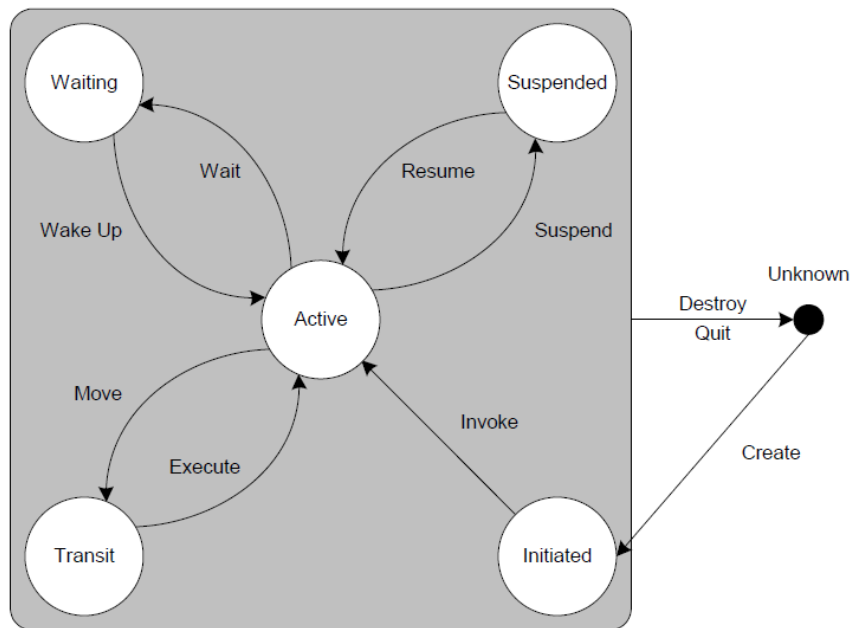 Waiting
Suspended
Wait
Resume
Wake Up
Suspend
Unknown
Destroy
Quit
Active
Move
Invoke
Execute
Create
Transit
Initiated